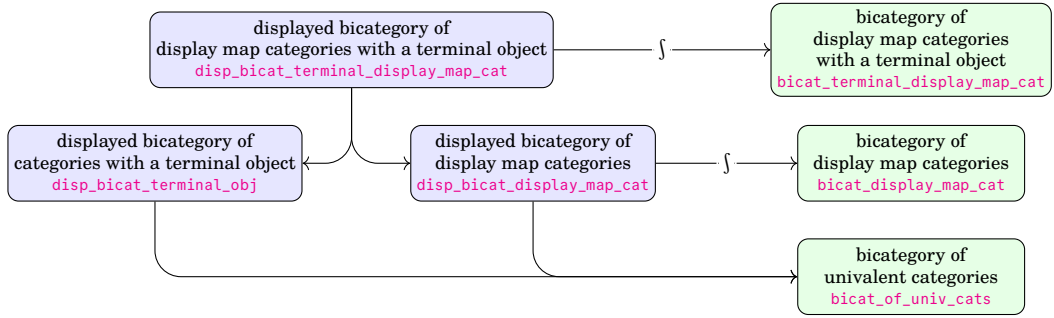 displayed bicategory of
display map categories with a terminal object
disp_bicat_terminal_display_map_cat
∫
bicategory of
display map categories
with a terminal object
bicat_terminal_display_map_cat
displayed bicategory of
categories with a terminal object
disp_bicat_terminal_obj
displayed bicategory of
display map categories
disp_bicat_display_map_cat
∫
bicategory of
display map categories
bicat_display_map_cat
bicategory of
univalent categories
bicat_of_univ_cats